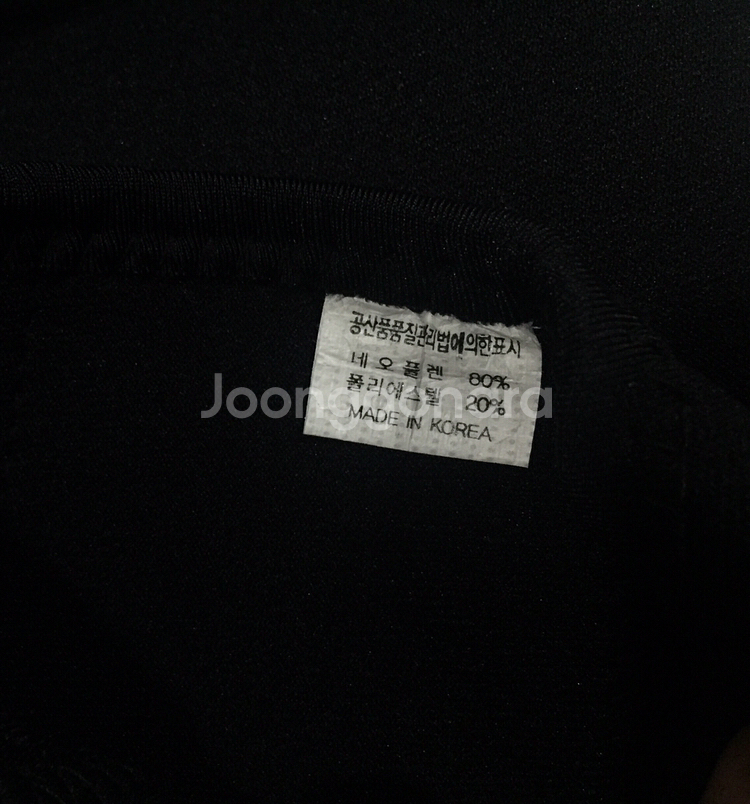 공산품품질관리법에의한표시
네오플렌 80%
폴리에스텔 20%
MADE IN KOREA
Joonggonara